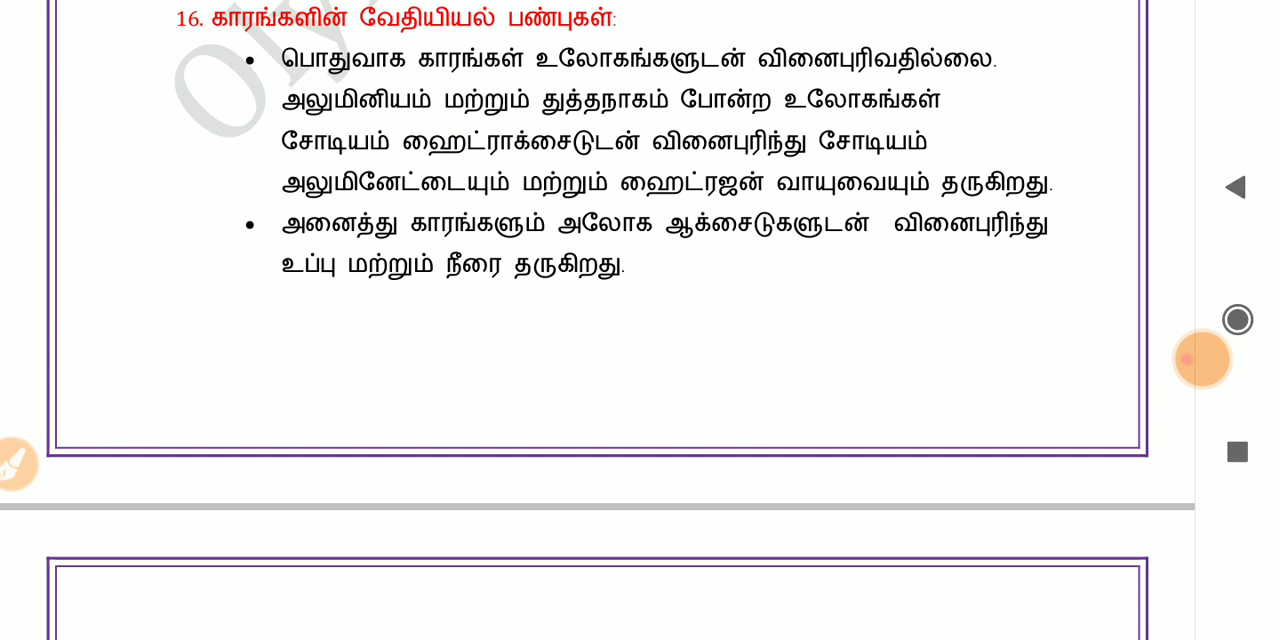 16. காரங்களின் வேதியியல் பண்புகள்:
• பொதுவாக காரங்கள் உலோகங்களுடன் வினைபுரிவதில்லை.
அலுமினியம் மற்றும் துத்தநாகம் போன்ற உலோகங்கள்
சோடியம் ஹைட்ராக்சைடுடன் வினைபுரிந்து சோடியம்
அலுமினேட்டையும் மற்றும் ஹைட்ரஜன் வாயுவையும் தருகிறது.
• அனைத்து காரங்களும் அலோக ஆக்சைடுகளுடன் வினைபுரிந்து
உப்பு மற்றும் நீரை தருகிறது.